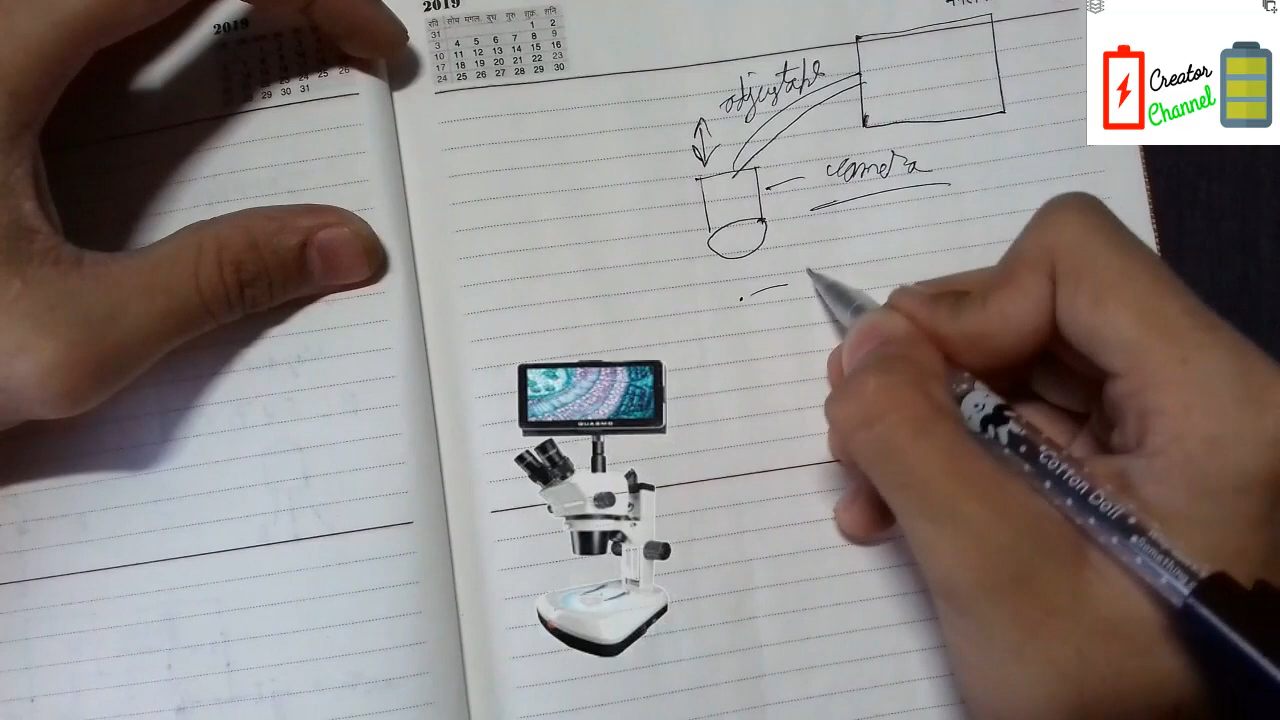 2019
2019
रवि सोम मंगल बुध गुरु शुक्र शनि
31 1 2
3 4 5 6 7 8 9
10 11 12 13 14 15 16
17 18 19 20 21 22 23
24 25 26 27 28 29 30
28 29 30 31
adjustable
camera
Creator
Channel
QUASMO
Cotton Doll